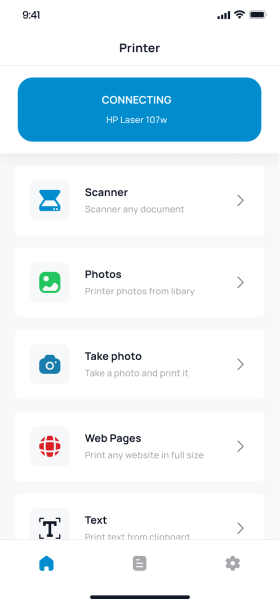 9:41
Printer
CONNECTING
HP Laser 107w
Scanner
Scanner any document
Photos
Printer photos from libary
Take photo
Take a photo and print it
Web Pages
Print any website in full size
Text
Print text from clipboard